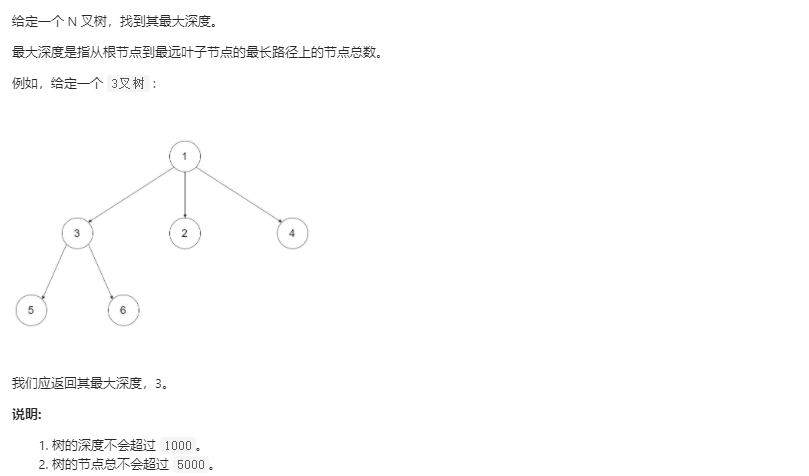 给定一个 N 叉树，找到其最大深度。
最大深度是指从根节点到最远叶子节点的最长路径上的节点总数。
例如，给定一个 3叉树 :
1
3 2 4
5 6
我们应返回其最大深度，3。
说明:
1. 树的深度不会超过 1000 。
2. 树的节点总不会超过 5000 。